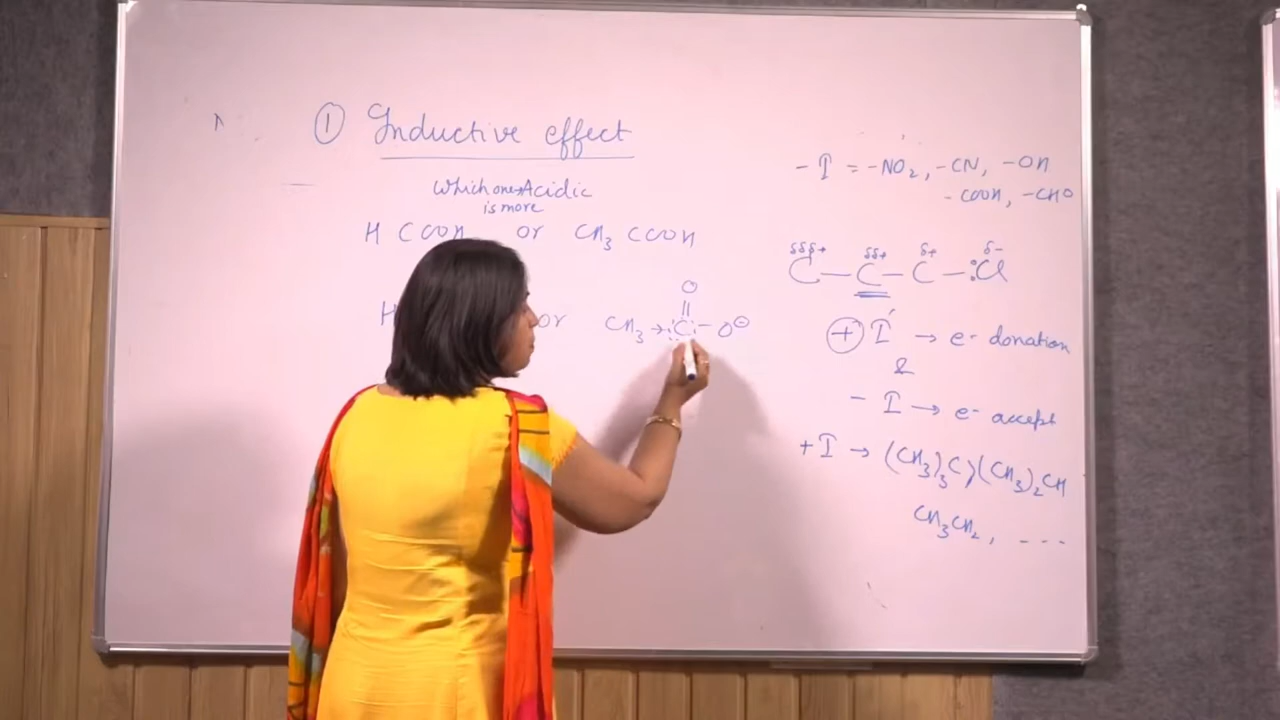 ① Inductive effect
Which one→Acidic
is more
H COOH or CH₃ COOH
O
||
H or CH₃ → C – O⊖
- I = -NO₂, -CN, -OH
- COOH, -CHO
δδδ+ δδ+ δ+ δ-
C — C — C — :Cl
+ I → e- donation
&
- I → e- accept
+ I → (CH₃)₃C, (CH₃)₂CH
CH₃CH₂, - - -